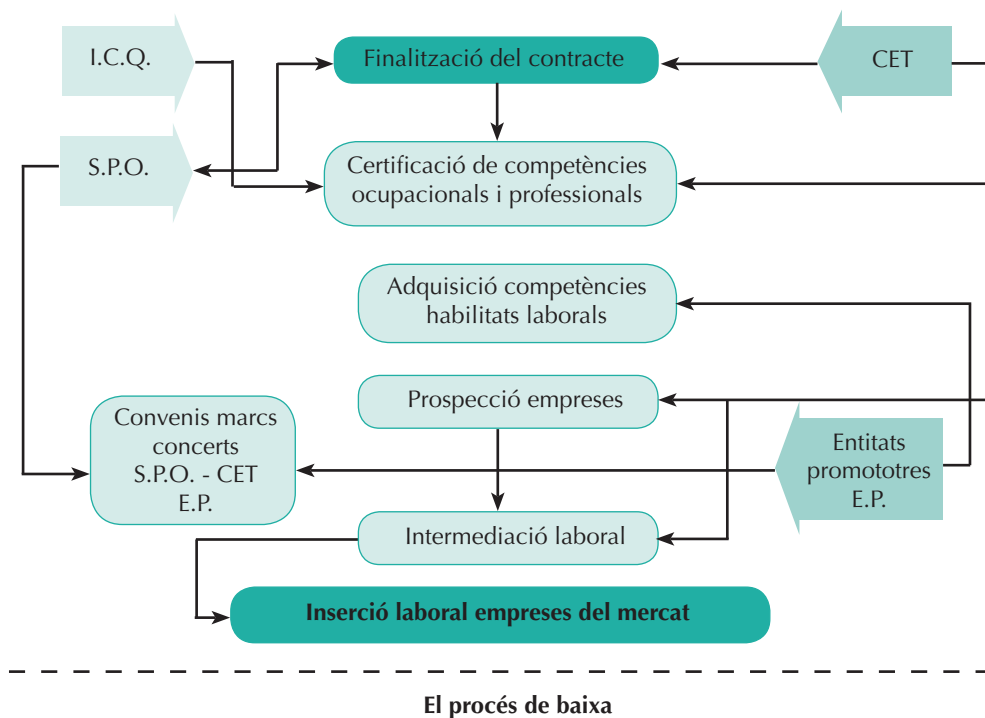 I.C.Q.
Finalització del contracte
CET
S.P.O.
Certificació de competències
ocupacionals i professionals
Adquisició competències
habilitats laborals
Prospecció empreses
Convenis marcs
concerts
S.P.O. - CET
E.P.
Entitats
promototres
E.P.
Intermediació laboral
Inserció laboral empreses del mercat
El procés de baixa